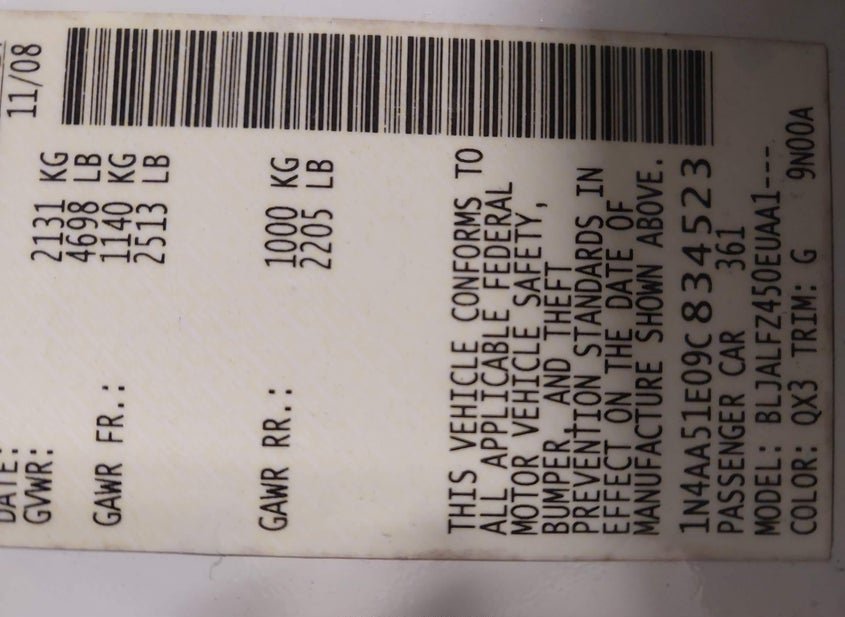 DATE: 11/08
GVWR: 2131 KG
4698 LB
GAWR FR.: 1140 KG
2513 LB
GAWR RR.: 1000 KG
2205 LB
THIS VEHICLE CONFORMS TO
ALL APPLICABLE FEDERAL
MOTOR VEHICLE SAFETY,
BUMPER, AND THEFT
PREVENTION STANDARDS IN
EFFECT ON THE DATE OF
MANUFACTURE SHOWN ABOVE.
1N4AA51E09C834523
PASSENGER CAR 361
MODEL: BLJALFZ450EUAA1---
COLOR: QX3 TRIM: G 9N00A